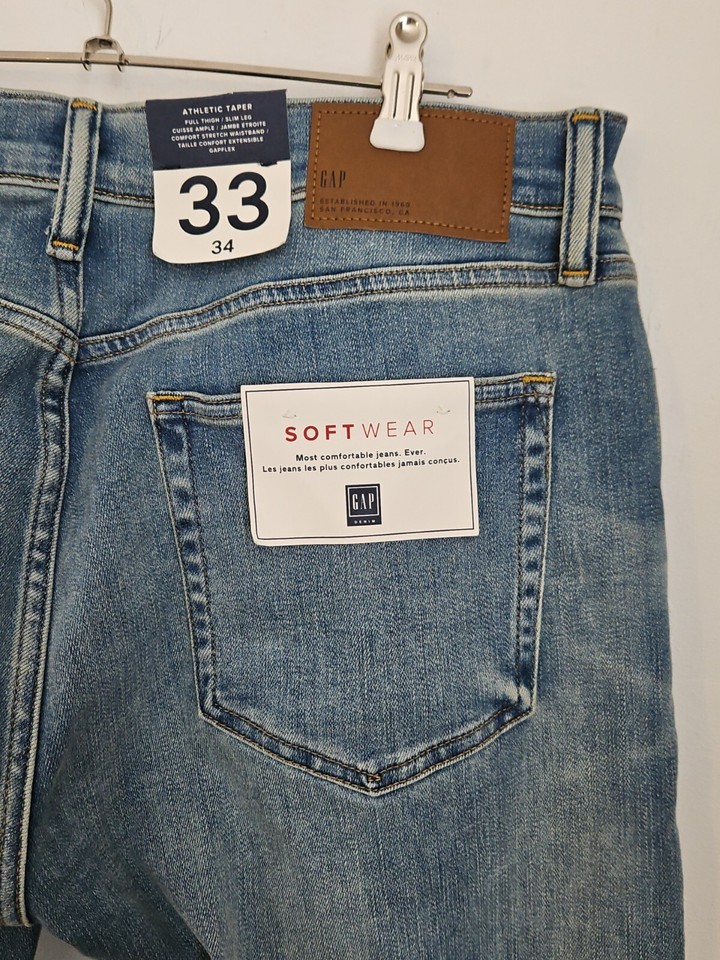 ATHLETIC TAPER
FULL THIGH / SLIM LEG
CUISSE AMPLE / JAMBE ÉTROITE
COMFORT STRETCH WAISTBAND /
TAILLE CONFORT EXTENSIBLE
GAPFLEX
33
34
GAP
ESTABLISHED IN 1969
SAN FRANCISCO, CA
SOFTWEAR
Most comfortable jeans. Ever.
Les jeans les plus confortables jamais conçus.
GAP
DENIM